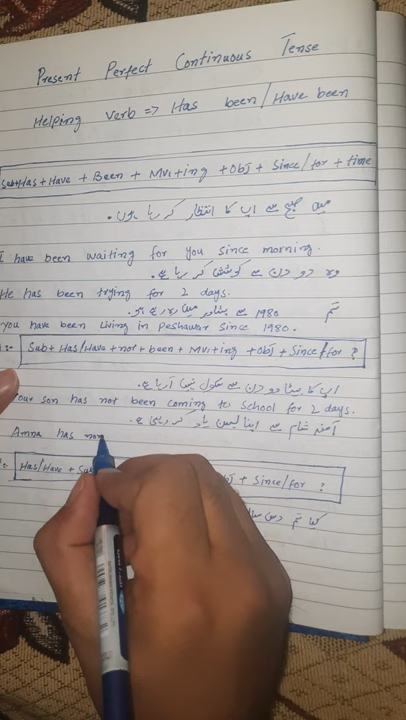 Present Perfect Continuous Tense
Helping verb => Has been/Have been
Sub+Has+Have + Been + Mv1+ing +Obj + Since/for + time
میں صبح سے آپ کا انتظار کر رہا ہوں۔
I have been waiting for you since morning.
وہ دو دن سے کوشش کر رہا ہے۔
He has been trying for 2 days.
تم 1980 سے پشاور میں رہ رہے ہو۔
you have been living in Peshawar since 1980.
Sub+ Has/Have +not +been + Mv1+ing +Obj + Since/for ?
آپ کا بیٹا دو دن سے سکول نہیں آ رہا ہے۔
Your son has not been coming to School for 2 days.
آمنہ شام سے اپنا سبق یاد کر رہی ہے۔
Amna has
Has/Have + Sub + Since/for ?
کیا تم دس